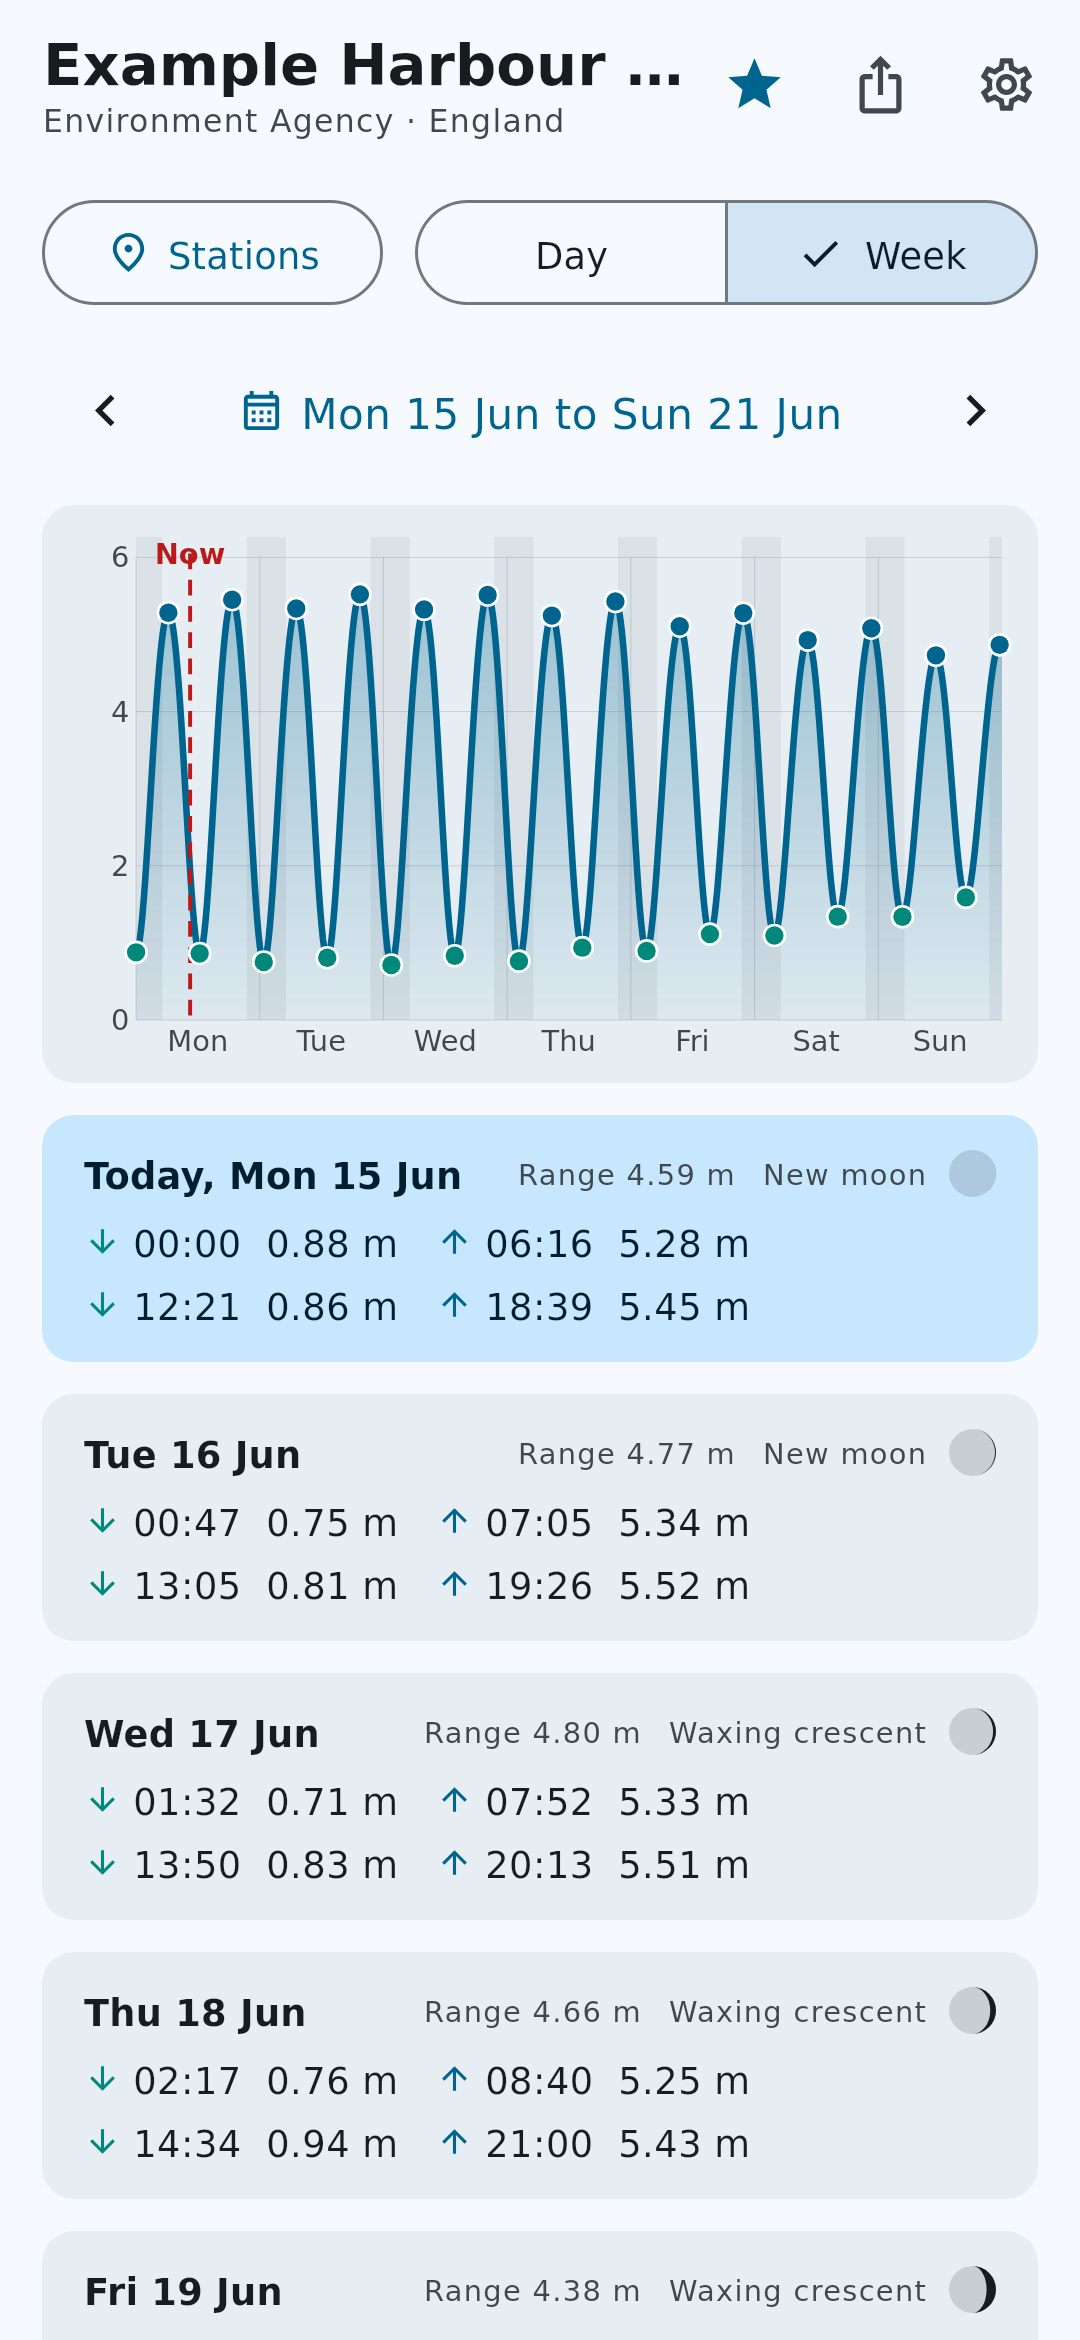 Example Harbour ...
Environment Agency · England
Stations
Day
Week
Mon 15 Jun to Sun 21 Jun
Now
6
4
2
0
Mon Tue Wed Thu Fri Sat Sun
Today, Mon 15 Jun Range 4.59 m New moon
00:00 0.88 m 06:16 5.28 m
12:21 0.86 m 18:39 5.45 m
Tue 16 Jun Range 4.77 m New moon
00:47 0.75 m 07:05 5.34 m
13:05 0.81 m 19:26 5.52 m
Wed 17 Jun Range 4.80 m Waxing crescent
01:32 0.71 m 07:52 5.33 m
13:50 0.83 m 20:13 5.51 m
Thu 18 Jun Range 4.66 m Waxing crescent
02:17 0.76 m 08:40 5.25 m
14:34 0.94 m 21:00 5.43 m
Fri 19 Jun Range 4.38 m Waxing crescent